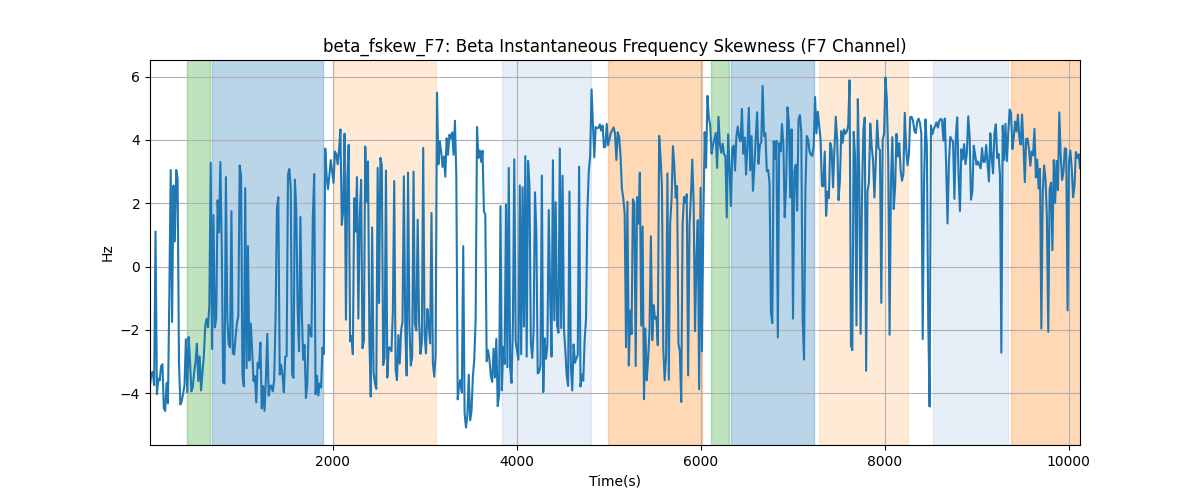 beta_fskew_F7: Beta Instantaneous Frequency Skewness (F7 Channel)
6
4
2
0
−2
−4
Hz
2000 4000 6000 8000 10000
Time(s)